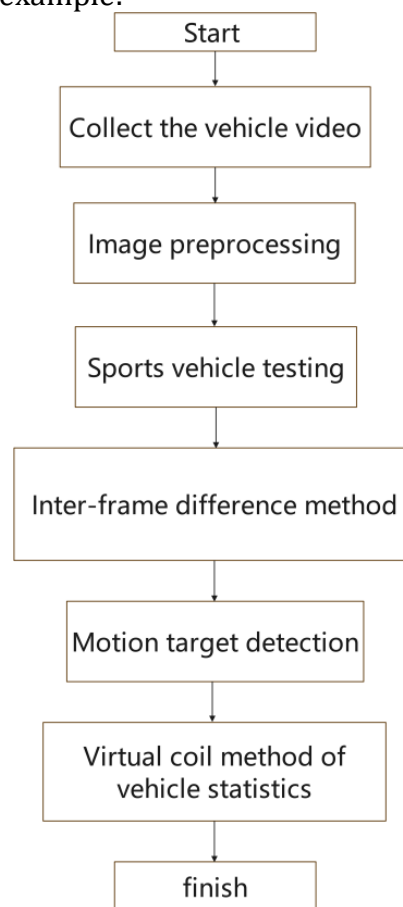 example:
Start
Collect the vehicle video
Image preprocessing
Sports vehicle testing
Inter-frame difference method
Motion target detection
Virtual coil method of
vehicle statistics
finish